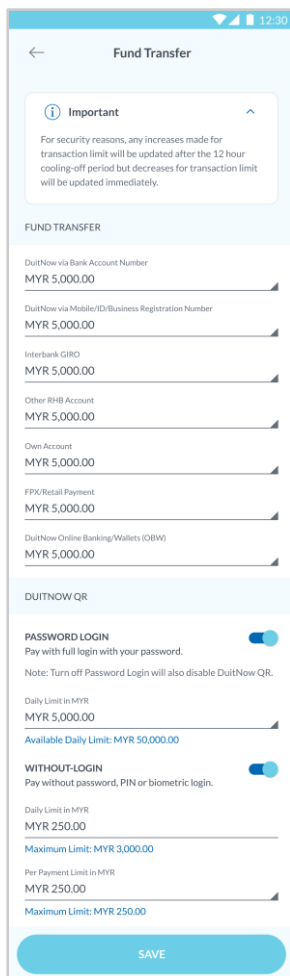 12:30
Fund Transfer
Important
For security reasons, any increases made for
transaction limit will be updated after the 12 hour
cooling-off period but decreases for transaction limit
will be updated immediately.
FUND TRANSFER
DuitNow via Bank Account Number
MYR 5,000.00
DuitNow via Mobile/ID/Business Registration Number
MYR 5,000.00
Interbank GIRO
MYR 5,000.00
Other RHB Account
MYR 5,000.00
Own Account
MYR 5,000.00
FPX/Retail Payment
MYR 5,000.00
DuitNow Online Banking/Wallets (OBW)
MYR 5,000.00
DUITNOW QR
PASSWORD LOGIN
Pay with full login with your password.
Note: Turn off Password Login will also disable DuitNow QR.
Daily Limit in MYR
MYR 5,000.00
Available Daily Limit: MYR 50,000.00
WITHOUT-LOGIN
Pay without password, PIN or biometric login.
Daily Limit in MYR
MYR 250.00
Maximum Limit: MYR 3,000.00
Per Payment Limit in MYR
MYR 250.00
Maximum Limit: MYR 250.00
SAVE